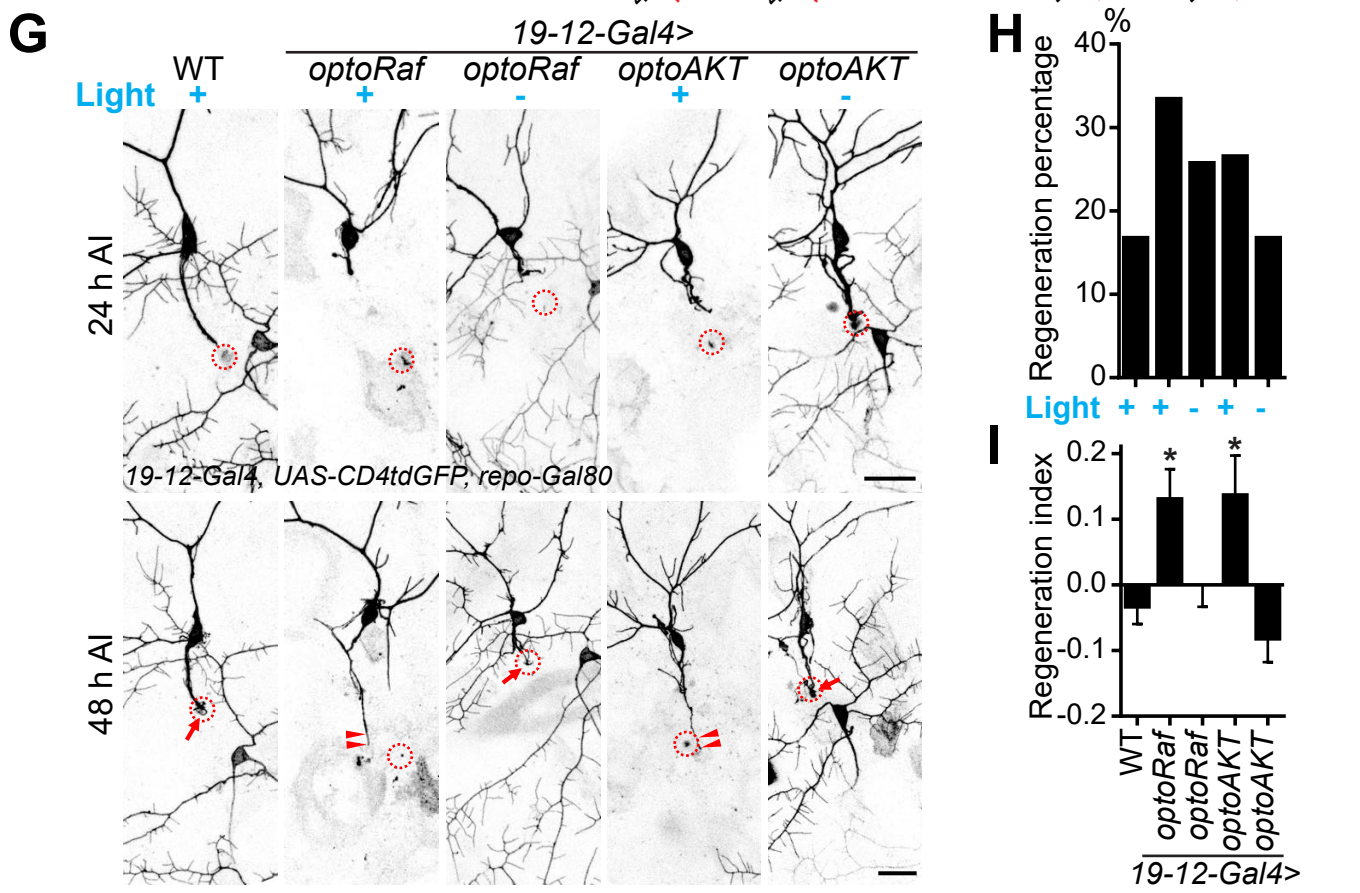 G
19-12-Gal4>
WT optoRaf optoRaf optoAKT optoAKT
Light + + - + -
24 h AI
19-12-Gal4, UAS-CD4tdGFP, repo-Gal80
48 h AI
H
%
Regeneration percentage
40
30
20
10
0
Light + + - + -
I
Regeneration index
0.2
0.1
0.0
-0.1
-0.2
* *
WT optoRaf optoRaf optoAKT optoAKT
19-12-Gal4>